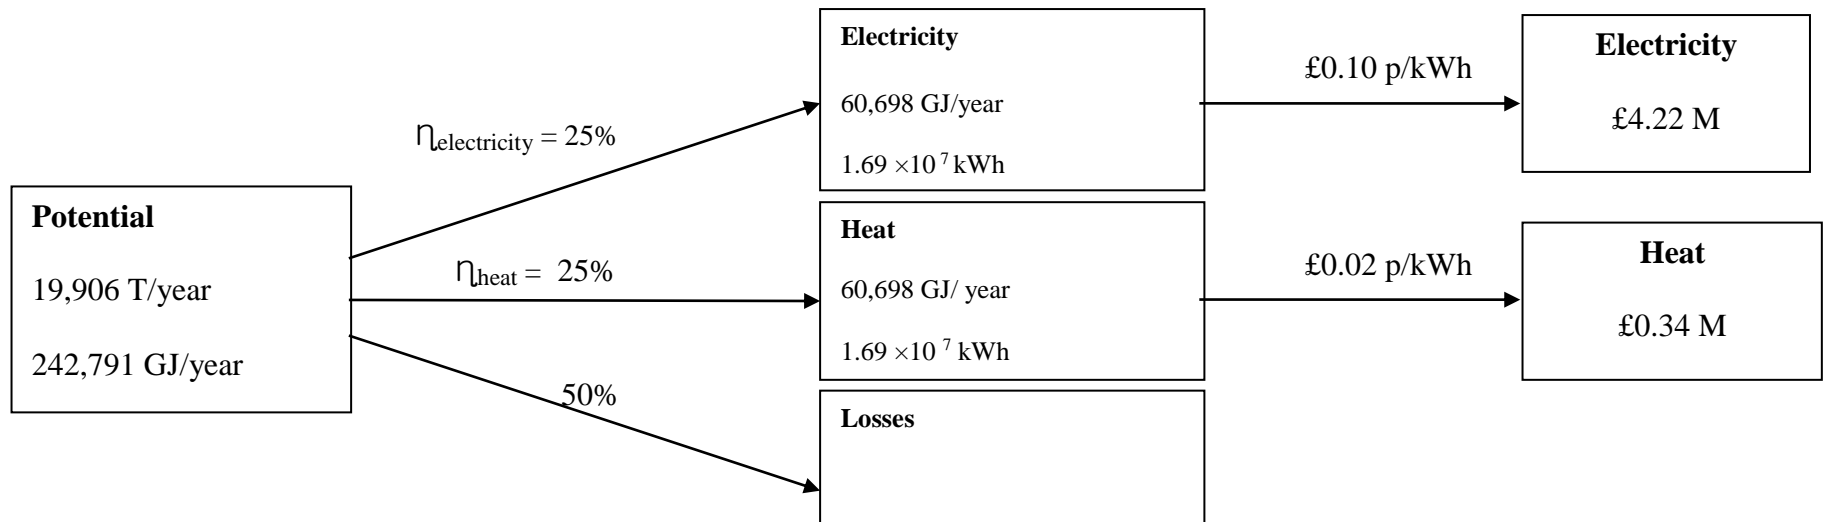 Potential
19,906 T/year
242,791 GJ/year
Ƞelectricity = 25%
Ƞheat = 25%
50%
Electricity
60,698 GJ/year
1.69 ×10 7 kWh
Heat
60,698 GJ/ year
1.69 ×10 7 kWh
Losses
£0.10 p/kWh
£0.02 p/kWh
Electricity
£4.22 M
Heat
£0.34 M